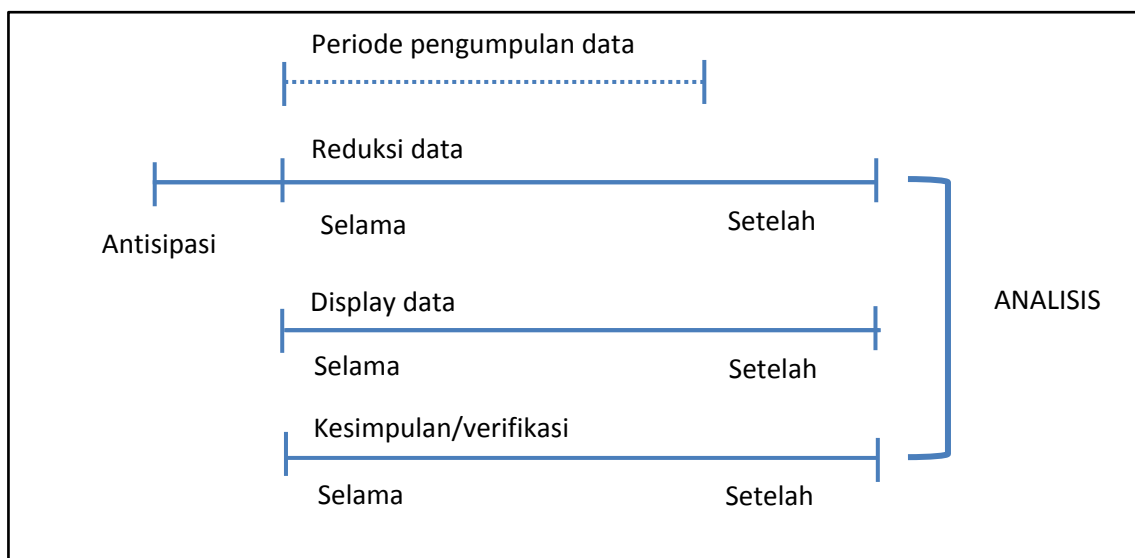 Periode pengumpulan data
Reduksi data
Selama
Setelah
Antisipasi
Display data
ANALISIS
Selama
Setelah
Kesimpulan/verifikasi
Selama
Setelah